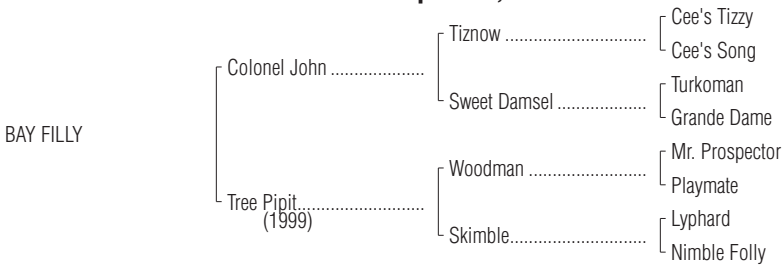 Cee's Tizzy
Tiznow ........................................
Cee's Song
Colonel John ....................
Turkoman
Sweet Damsel .........................
Grande Dame
BAY FILLY
Mr. Prospector
Woodman .................................
Playmate
Tree Pipit............................
(1999)
Lyphard
Skimble......................................
Nimble Folly